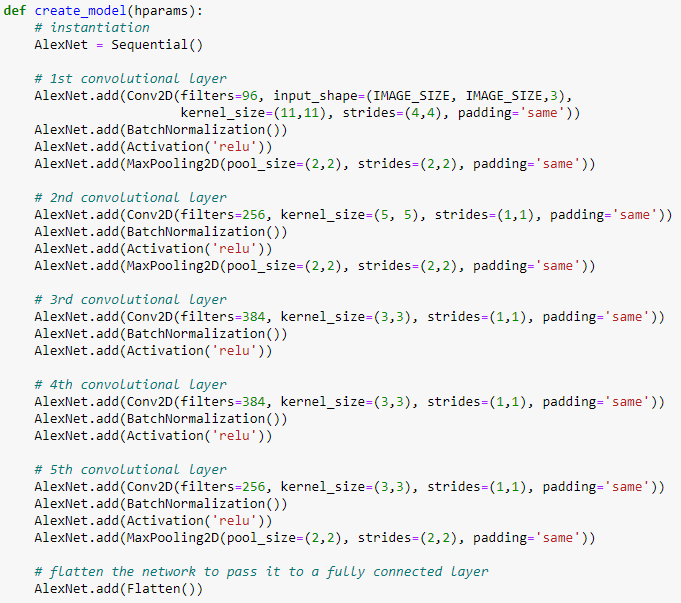 def create_model(hparams):
    # instantiation
    AlexNet = Sequential()

    # 1st convolutional layer
    AlexNet.add(Conv2D(filters=96, input_shape=(IMAGE_SIZE, IMAGE_SIZE,3),
                       kernel_size=(11,11), strides=(4,4), padding='same'))
    AlexNet.add(BatchNormalization())
    AlexNet.add(Activation('relu'))
    AlexNet.add(MaxPooling2D(pool_size=(2,2), strides=(2,2), padding='same'))

    # 2nd convolutional layer
    AlexNet.add(Conv2D(filters=256, kernel_size=(5, 5), strides=(1,1), padding='same'))
    AlexNet.add(BatchNormalization())
    AlexNet.add(Activation('relu'))
    AlexNet.add(MaxPooling2D(pool_size=(2,2), strides=(2,2), padding='same'))

    # 3rd convolutional layer
    AlexNet.add(Conv2D(filters=384, kernel_size=(3,3), strides=(1,1), padding='same'))
    AlexNet.add(BatchNormalization())
    AlexNet.add(Activation('relu'))

    # 4th convolutional layer
    AlexNet.add(Conv2D(filters=384, kernel_size=(3,3), strides=(1,1), padding='same'))
    AlexNet.add(BatchNormalization())
    AlexNet.add(Activation('relu'))

    # 5th convolutional layer
    AlexNet.add(Conv2D(filters=256, kernel_size=(3,3), strides=(1,1), padding='same'))
    AlexNet.add(BatchNormalization())
    AlexNet.add(Activation('relu'))
    AlexNet.add(MaxPooling2D(pool_size=(2,2), strides=(2,2), padding='same'))

    # flatten the network to pass it to a fully connected layer
    AlexNet.add(Flatten())